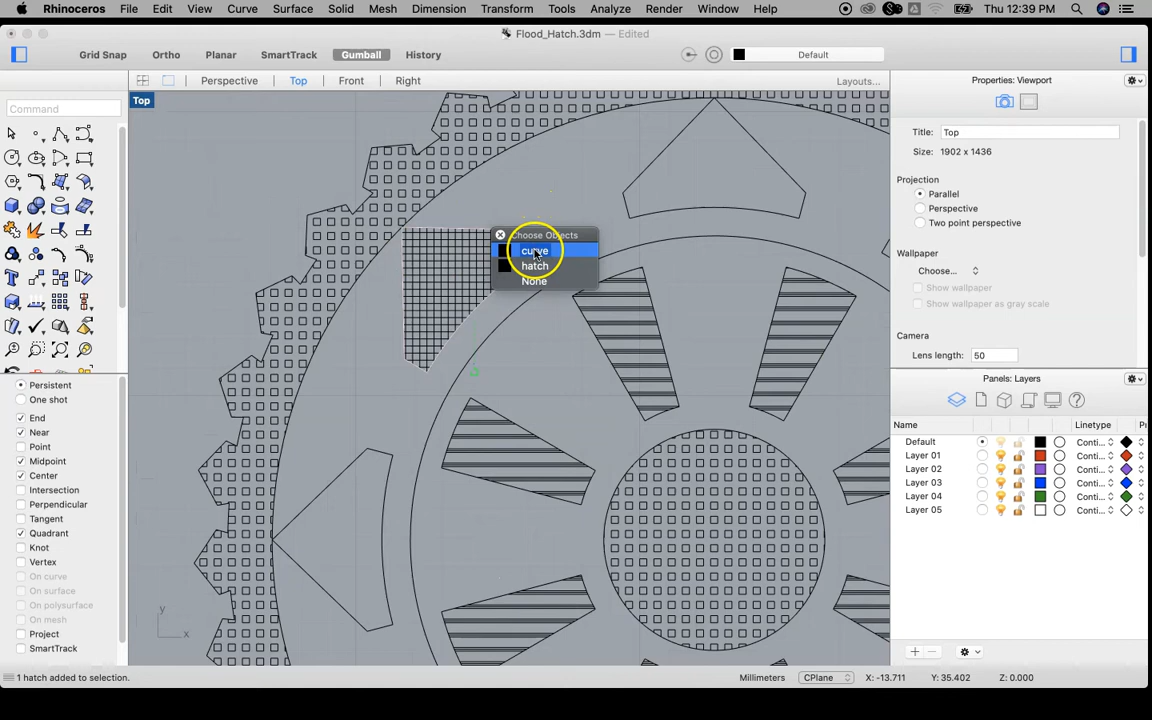 Rhinoceros File Edit View Curve Surface Solid Mesh Dimension Transform Tools Analyze Render Window Help Thu 12:39 PM
Flood_Hatch.3dm — Edited
Grid Snap Ortho Planar SmartTrack Gumball History Default
Perspective Top Front Right Layouts... Properties: Viewport
Top
Command
Title: Top
Size: 1902 x 1436
Projection
Parallel
Perspective
Two point perspective
Wallpaper
Choose...
Show wallpaper
Show wallpaper as gray scale
Camera
Lens length: 50
Choose Objects
curve
hatch
None
Panels: Layers
Name Linetype
Default Conti...
Layer 01 Conti...
Layer 02 Conti...
Layer 03 Conti...
Layer 04 Conti...
Layer 05 Conti...
Persistent
One shot
End
Near
Point
Midpoint
Center
Intersection
Perpendicular
Tangent
Quadrant
Knot
Vertex
On curve
On surface
On polysurface
On mesh
Project
SmartTrack
y
x
1 hatch added to selection. Millimeters CPlane X: -13.711 Y: 35.402 Z: 0.000